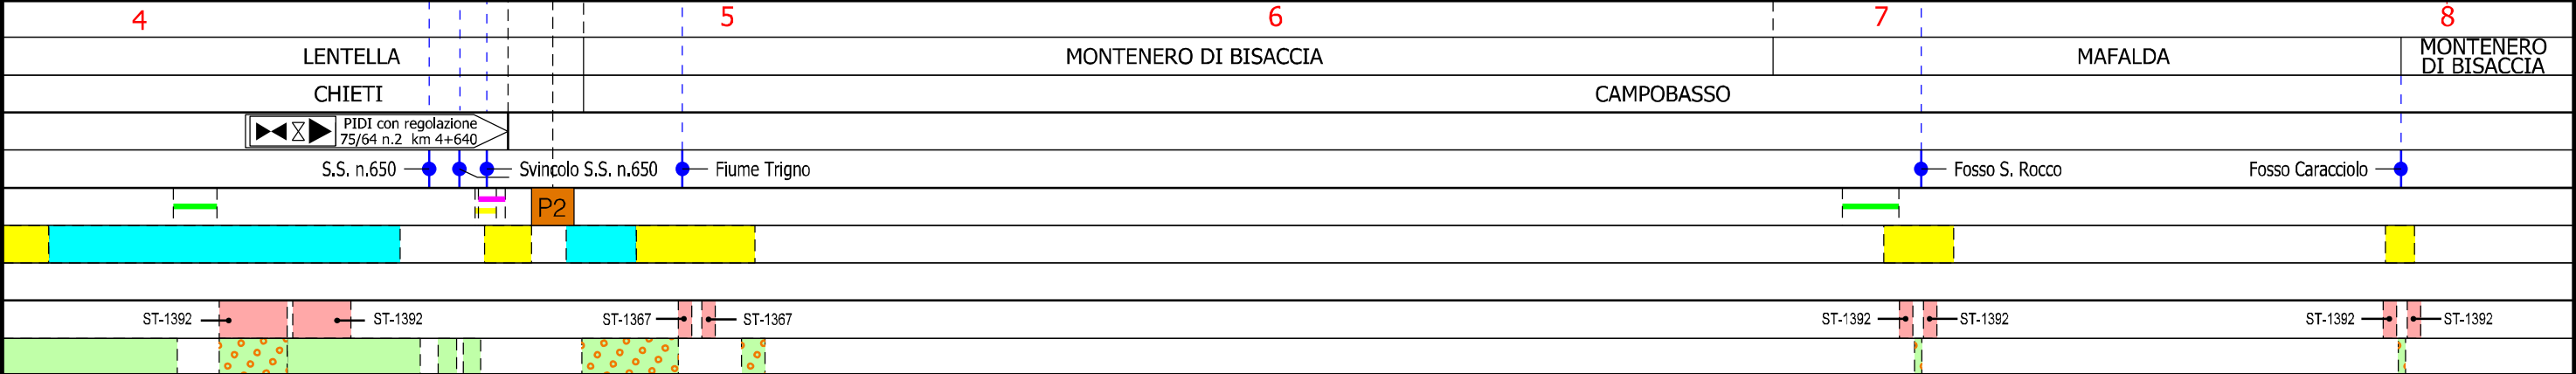 4 5 6 7 8
LENTELLA MONTENERO DI BISACCIA MAFALDA MONTENERO
DI BISACCIA
CHIETI CAMPOBASSO
PIDI con regolazione
75/64 n.2 km 4+640
S.S. n.650 Svincolo S.S. n.650 Fiume Trigno Fosso S. Rocco Fosso Caracciolo
P2
ST-1392 ST-1392 ST-1367 ST-1367 ST-1392 ST-1392 ST-1392 ST-1392